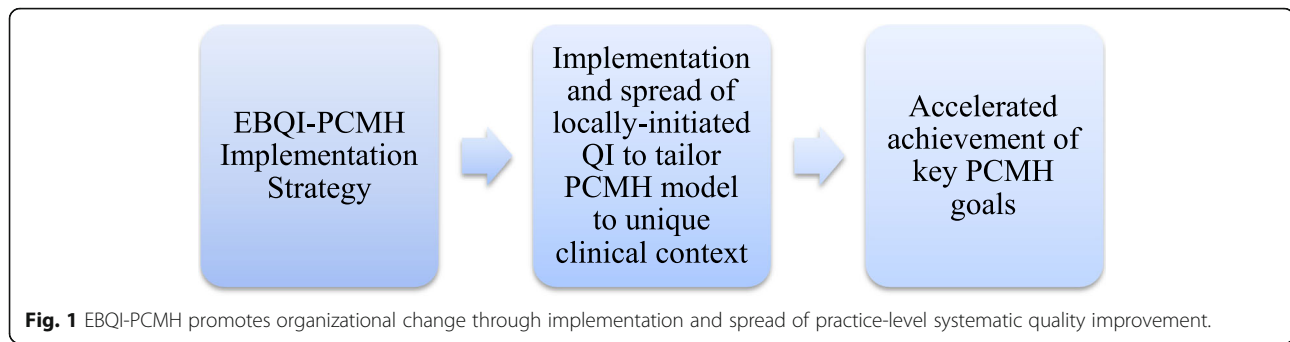 EBQI-PCMH
Implementation
Strategy
Implementation
and spread of
locally-initiated
QI to tailor
PCMH model
to unique
clinical context
Accelerated
achievement of
key PCMH
goals
Fig. 1 EBQI-PCMH promotes organizational change through implementation and spread of practice-level systematic quality improvement.